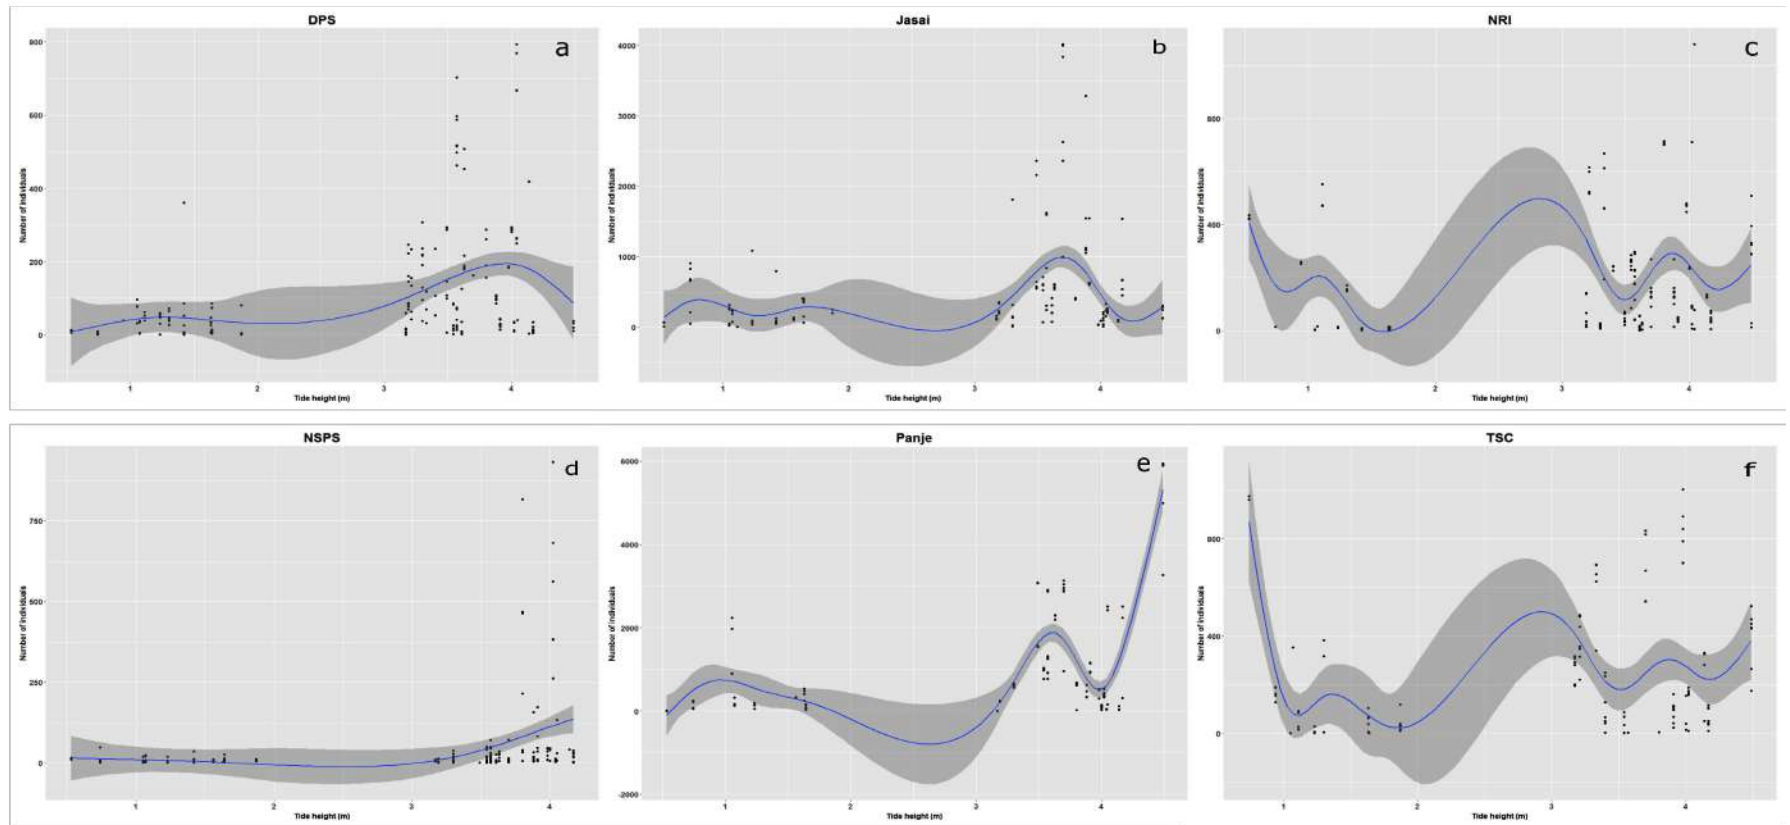 DPS
a
800
600
400
200
0
1 2 3 4
Tide height (m)
Number of individuals
Jasai
b
4000
3000
2000
1000
0
1 2 3 4
Tide height (m)
Number of individuals
NRI
c
800
400
0
1 2 3 4
Tide height (m)
Number of individuals
NSPS
d
750
500
250
0
1 2 3 4
Tide height (m)
Number of individuals
Panje
e
6000
4000
2000
0
-2000
1 2 3 4
Tide height (m)
Number of individuals
TSC
f
800
400
0
1 2 3 4
Tide height (m)
Number of individuals